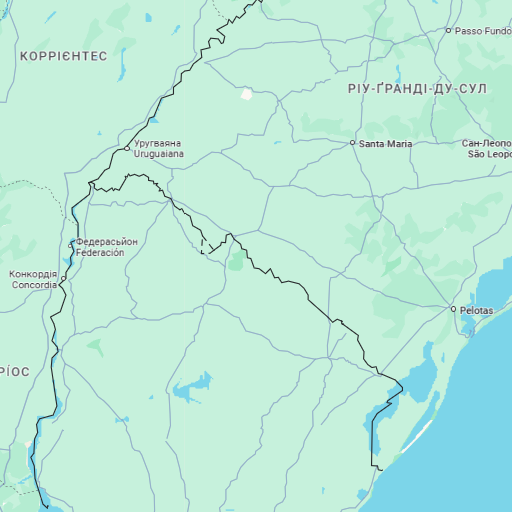 Passo Fundo
КОРРІЄНТЕС
РІУ-ҐРАНДІ-ДУ-СУЛ
Уругваяна
Uruguaiana
Santa Maria
Сан-Леопо
São Leopo
Федерасьйон
Federación
Конкордія
Concordia
Pelotas
РІОС